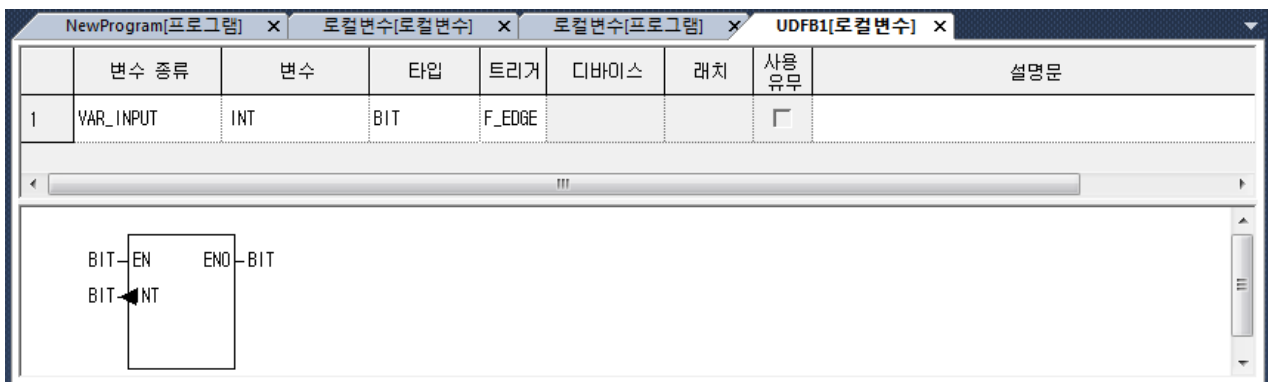 NewProgram[프로그램] x 로컬변수[로컬변수] x 로컬변수[프로그램] x UDFB1[로컬변수] x
변수 종류 변수 타입 트리거 디바이스 래치 사용 유무 설명문
1 VAR_INPUT INT BIT F_EDGE
BIT EN ENO BIT
BIT INT